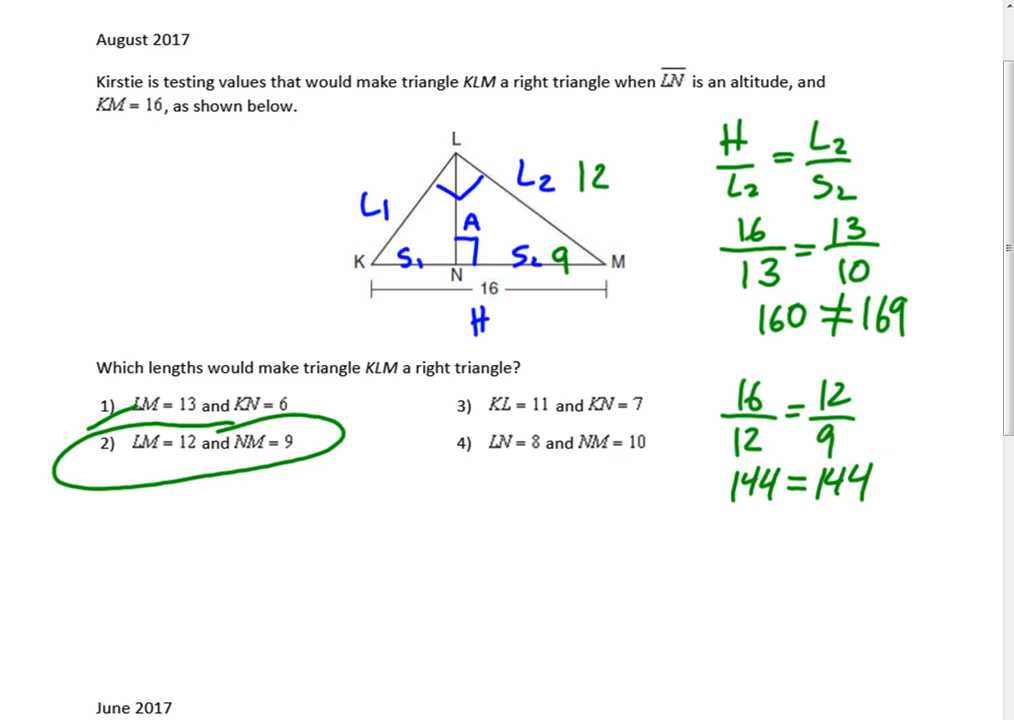 August 2017
Kirstie is testing values that would make triangle KLM a right triangle when LN is an altitude, and
KM = 16, as shown below.
L
L1
L2 12
A
K
S1
N
S2 9
M
16
H
H/L2 = L2/S2
16/13 = 13/10
160 ≠ 169
Which lengths would make triangle KLM a right triangle?
1) LM = 13 and KN = 6
2) LM = 12 and NM = 9
3) KL = 11 and KN = 7
4) LN = 8 and NM = 10
16/12 = 12/9
144 = 144
June 2017